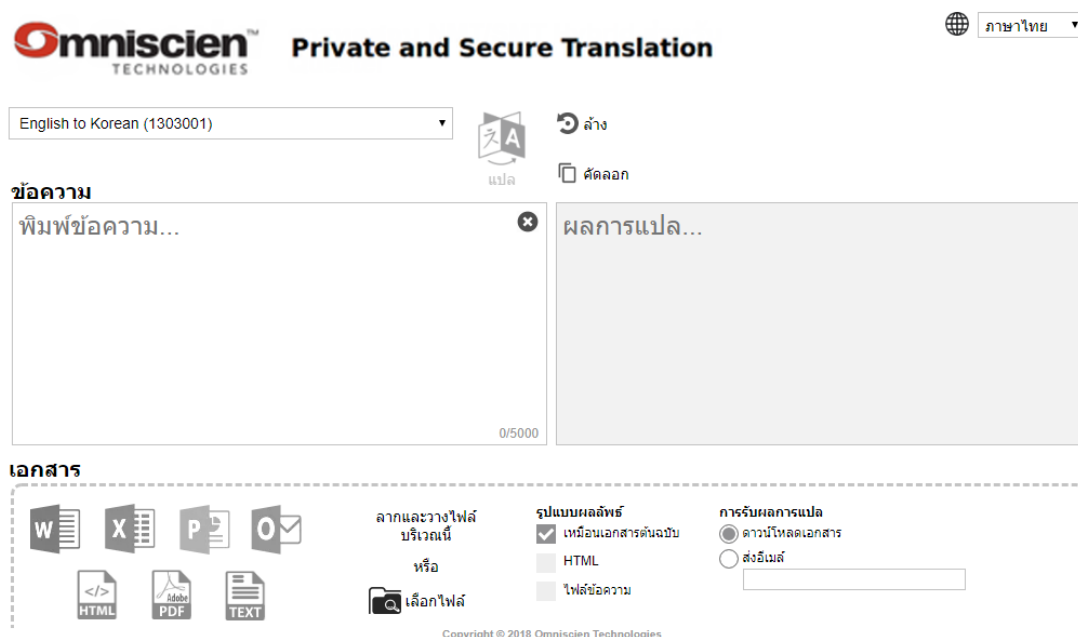 Omniscien™
TECHNOLOGIES
Private and Secure Translation
ภาษาไทย
English to Korean (1303001)
ล้าง
แปล
คัดลอก
ข้อความ
พิมพ์ข้อความ...
ผลการแปล...
0/5000
เอกสาร
W
X
P
O
ลากและวางไฟล์
บริเวณนี้
หรือ
เลือกไฟล์
</>
HTML
Adobe
PDF
TEXT
รูปแบบผลลัพธ์
เหมือนเอกสารต้นฉบับ
HTML
ไฟล์ข้อความ
การรับผลการแปล
ดาวน์โหลดเอกสาร
ส่งอีเมล์
Copyright © 2018 Omniscien Technologies